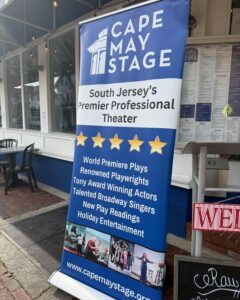 CAPE
MAY
STAGE
South Jersey's
Premier Professional
Theater
World Premiere Plays
Renowned Playwrights
Tony Award Winning Actors
Talented Broadway Singers
New Play Readings
Holiday Entertainment
www.capemaystage.org
WE